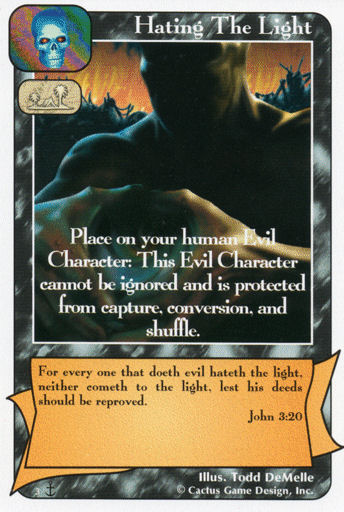 Hating The Light
Place on your human Evil
Character: This Evil Character
cannot be ignored and is protected
from capture, conversion, and
shuffle.
For every one that doeth evil hateth the light,
neither cometh to the light, lest his deeds
should be reproved.
John 3:20
Illus. Todd DeMelle
© Cactus Game Design, Inc.